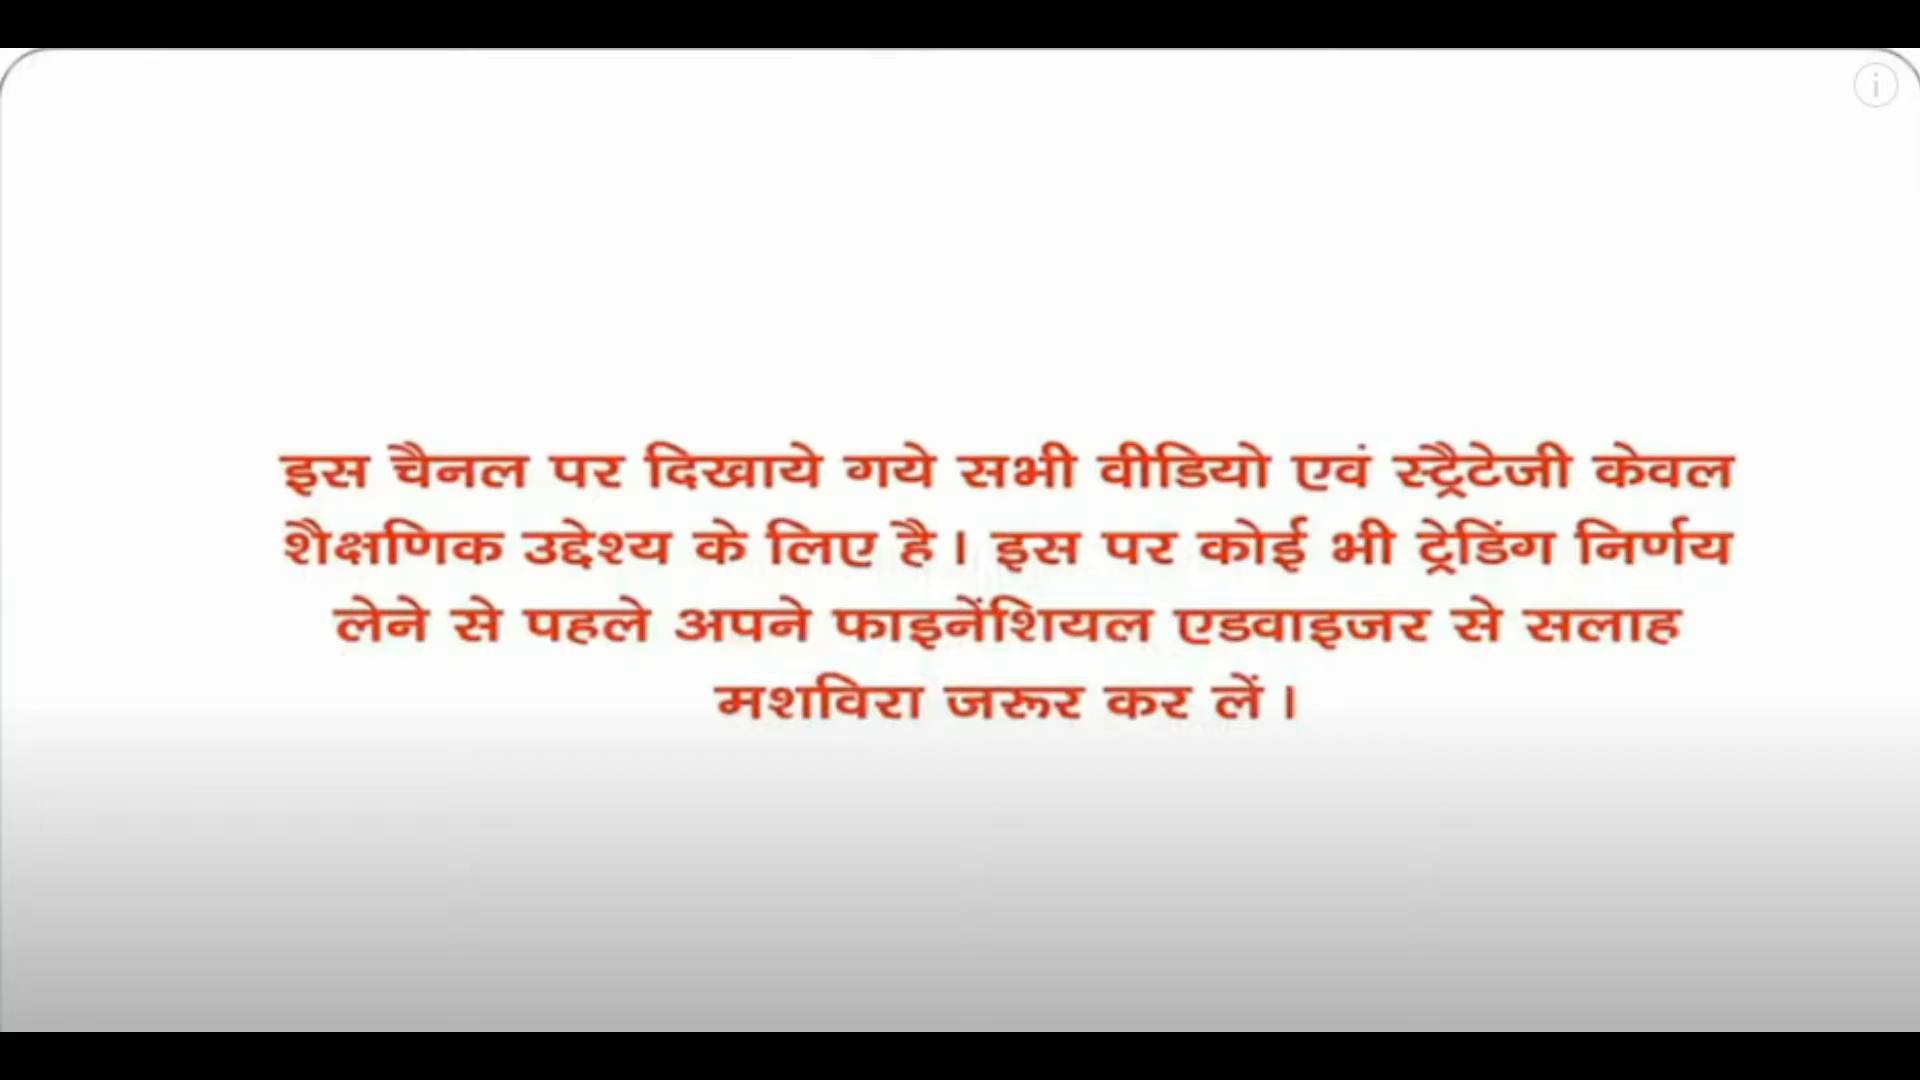 इस चैनल पर दिखाये गये सभी वीडियो एवं स्ट्रैटेजी केवल
शैक्षणिक उद्देश्य के लिए है। इस पर कोई भी ट्रेडिंग निर्णय
लेने से पहले अपने फाइनेंशियल एडवाइजर से सलाह
मशविरा जरूर कर लें।